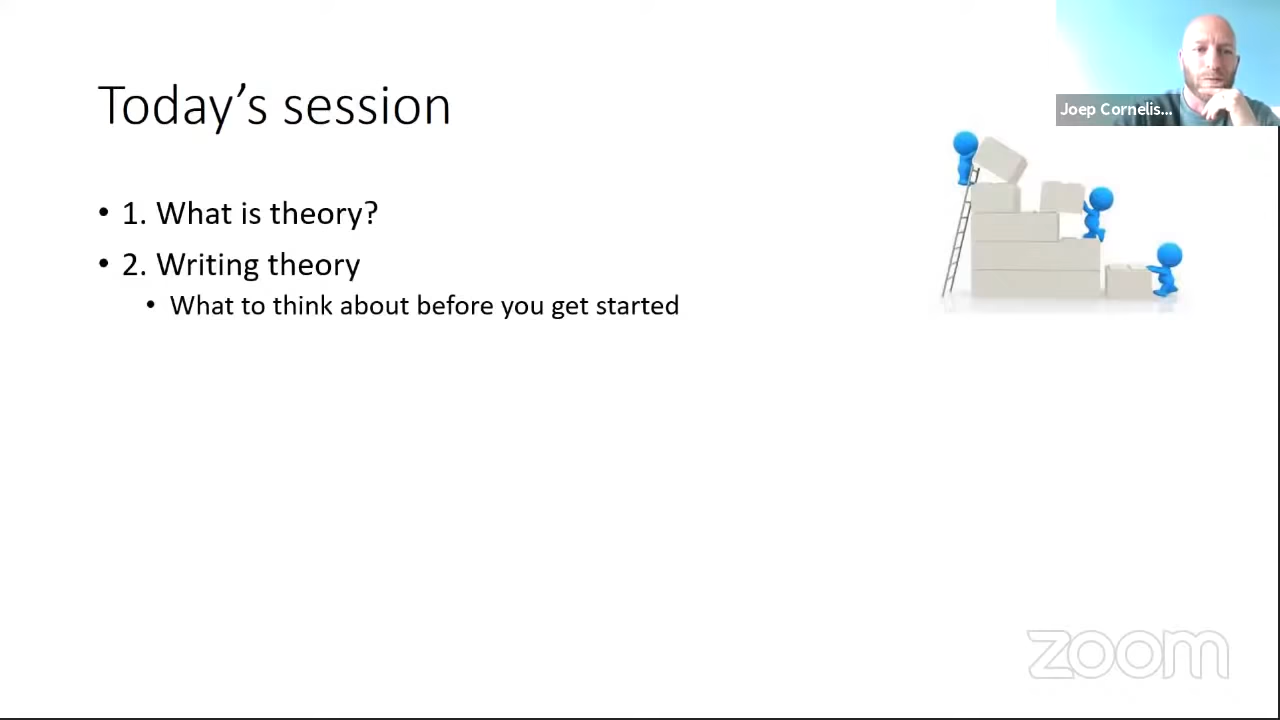 Today's session
Joep Cornelis...
• 1. What is theory?
• 2. Writing theory
• What to think about before you get started
zoom